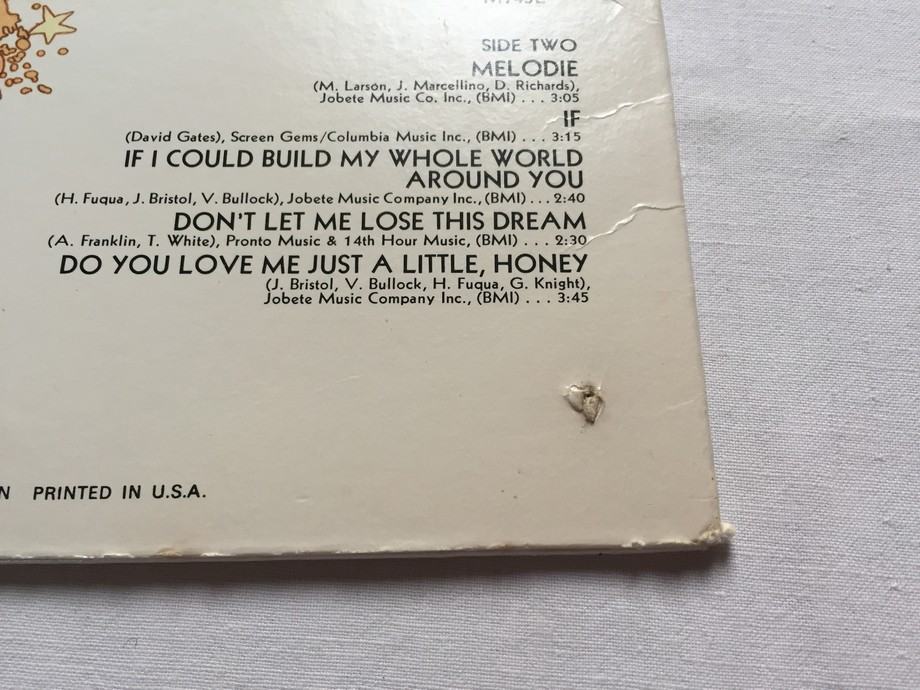 SIDE TWO
MELODIE
(M. Larson, J. Marcellino, D. Richards),
Jobete Music Co. Inc., (BMI) . . . 3:05
IF
(David Gates), Screen Gems/Columbia Music Inc., (BMI) . . . 3:15
IF I COULD BUILD MY WHOLE WORLD
AROUND YOU
(H. Fuqua, J. Bristol, V. Bullock), Jobete Music Company Inc., (BMI) . . . 2:40
DON'T LET ME LOSE THIS DREAM
(A. Franklin, T. White), Pronto Music & 14th Hour Music, (BMI) . . . 2:30
DO YOU LOVE ME JUST A LITTLE, HONEY
(J. Bristol, V. Bullock, H. Fuqua, G. Knight),
Jobete Music Company Inc., (BMI) . . . 3:45
N PRINTED IN U.S.A.